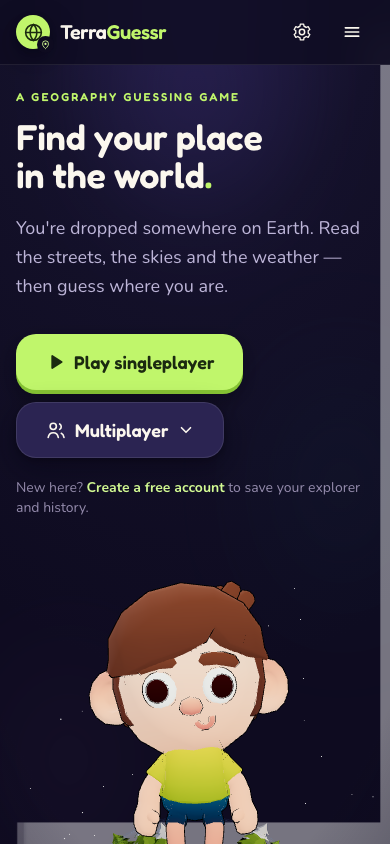 TerraGuessr
A GEOGRAPHY GUESSING GAME
Find your place
in the world.
You're dropped somewhere on Earth. Read
the streets, the skies and the weather —
then guess where you are.
Play singleplayer
Multiplayer
New here? Create a free account to save your explorer
and history.